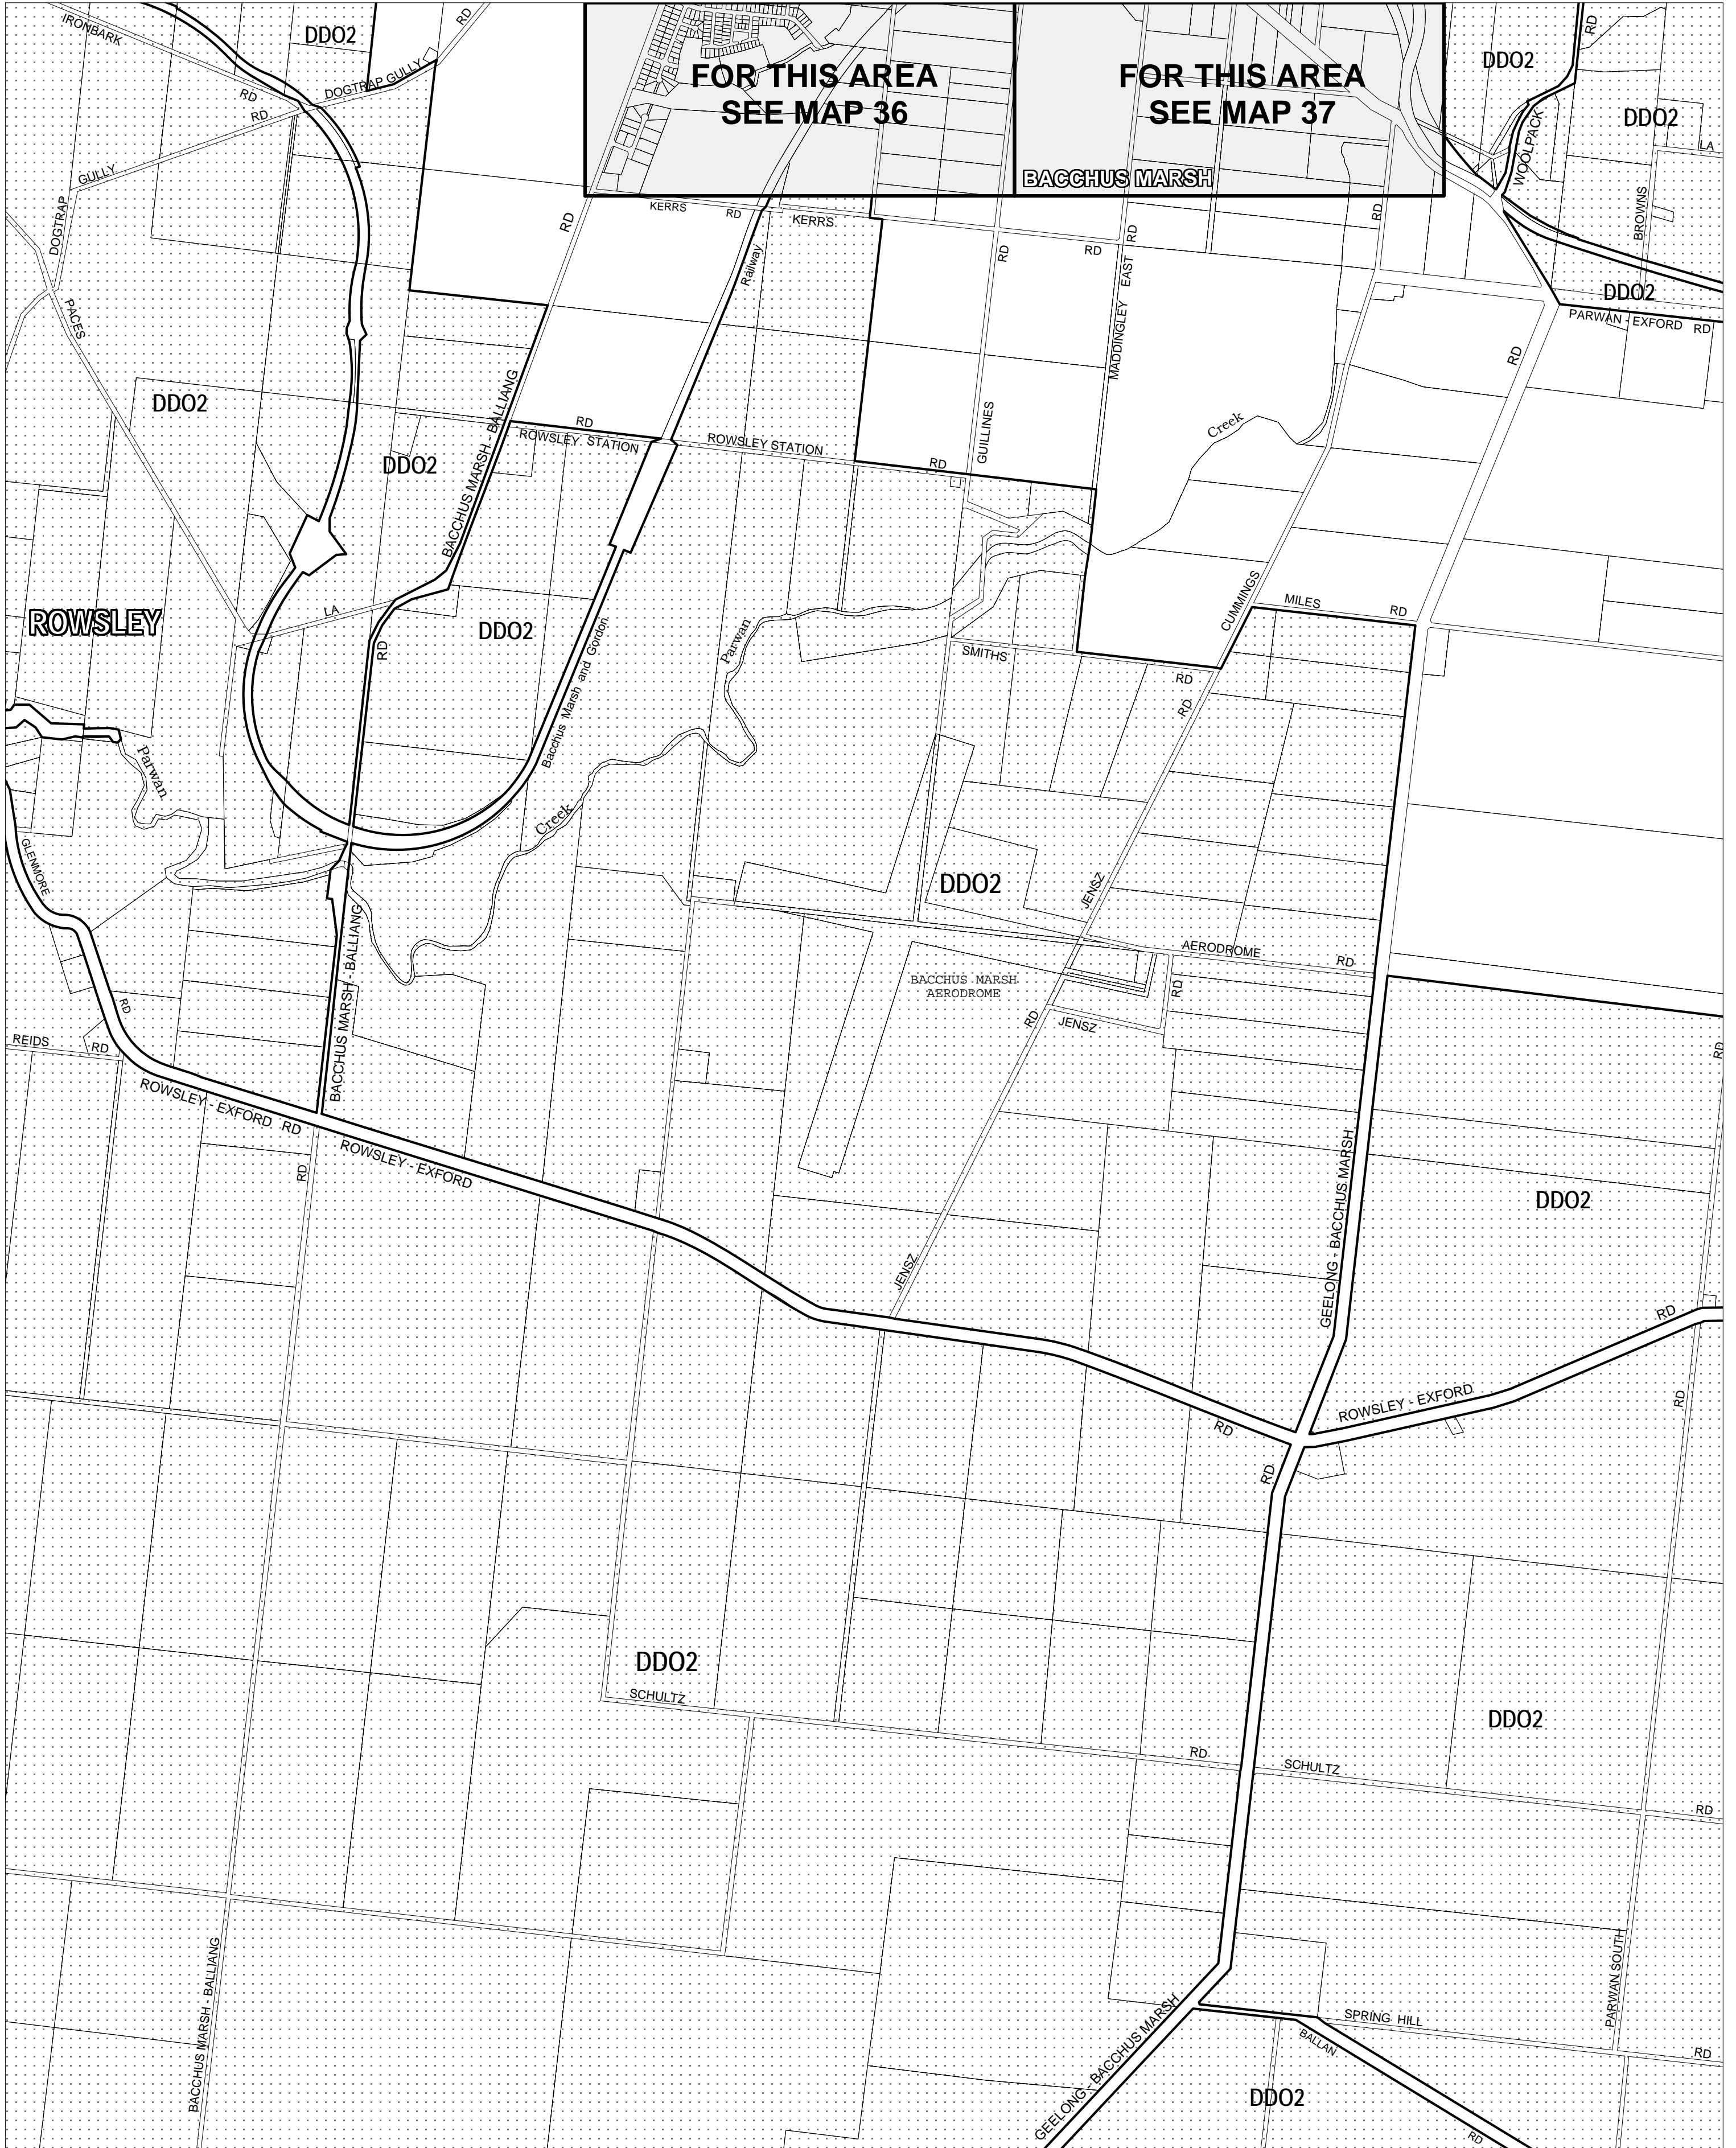 IRONBARK
RD
DDO2
RD
DOGTRAP GULLY
RD
GULLY
DOGTRAP
PACES
FOR THIS AREA
SEE MAP 36
FOR THIS AREA
SEE MAP 37
BACCHUS MARSH
DDO2
RD
DDO2
WOOLPACK
LA
BROWNS
DDO2
PARWAN - EXFORD RD
RD
KERRS RD
KERRS
RD
Railway
RD
RD
RD
MADDINGLEY EAST
RD
RD
DDO2
BACCHUS MARSH - BALLIANG
RD
ROWSLEY STATION
ROWSLEY STATION
RD
GUILLINES
Creek
DDO2
ROWSLEY
LA
RD
DDO2
Bacchus Marsh and Gordon
Parwan
CUMMINGS
MILES RD
SMITHS
RD
RD
Parwan
Creek
GLENMORE
DDO2
JENSZ
BACCHUS MARSH - BALLIANG
AERODROME
RD
BACCHUS MARSH
AERODROME
RD
RD
JENSZ
RD
REIDS RD
RD
ROWSLEY - EXFORD RD
ROWSLEY - EXFORD
RD
GEELONG - BACCHUS MARSH
DDO2
JENSZ
RD
ROWSLEY - EXFORD
RD
RD
RD
DDO2
SCHULTZ
DDO2
RD
SCHULTZ
RD
BACCHUS MARSH - BALLIANG
PARWAN SOUTH
GEELONG - BACCHUS MARSH
SPRING HILL
RD
BALLAN
DDO2
RD